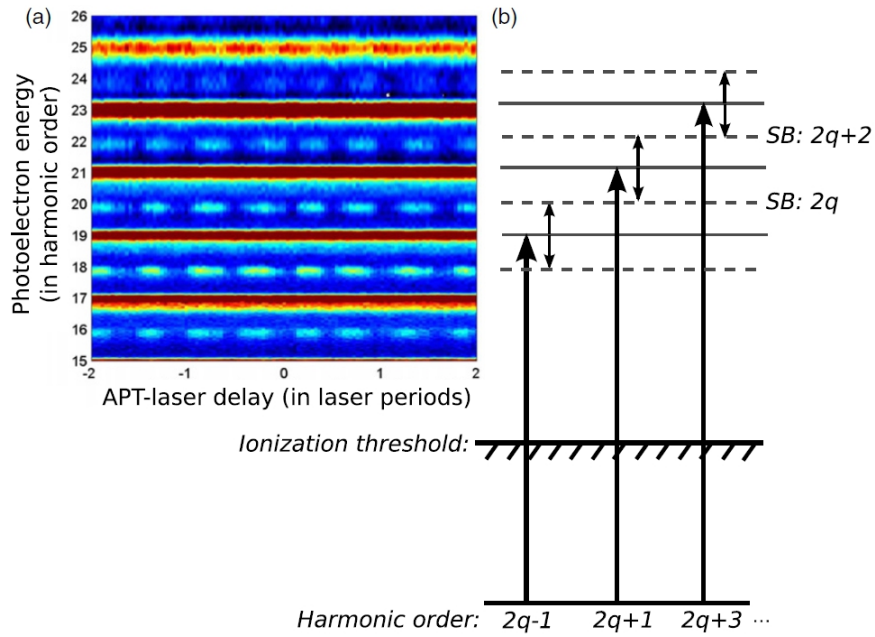 (a)
(b)
Photoelectron energy
(in harmonic order)
26
25
24
23
22
21
20
19
18
17
16
15
-2
-1
0
1
2
APT-laser delay (in laser periods)
SB: 2q+2
SB: 2q
Ionization threshold:
Harmonic order: 2q-1 2q+1 2q+3 ...